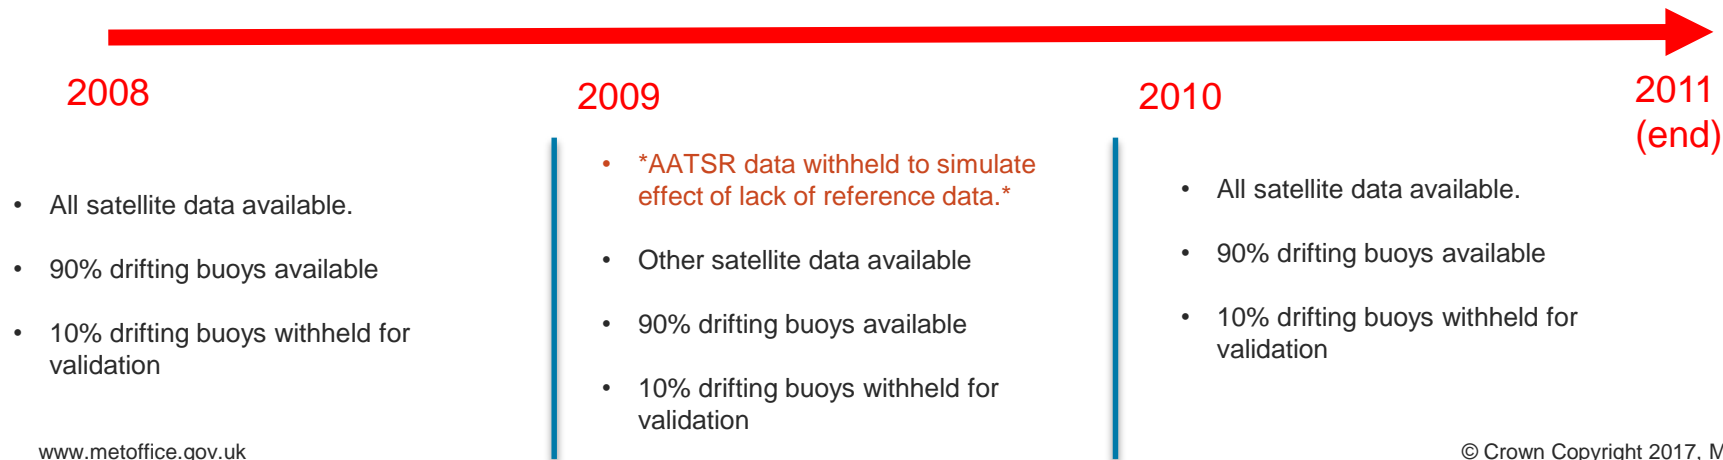 2008
2009
2010
2011
(end)
• All satellite data available.
• 90% drifting buoys available
• 10% drifting buoys withheld for
validation
• *AATSR data withheld to simulate
effect of lack of reference data.*
• Other satellite data available
• 90% drifting buoys available
• 10% drifting buoys withheld for
validation
• All satellite data available.
• 90% drifting buoys available
• 10% drifting buoys withheld for
validation
www.metoffice.gov.uk
© Crown Copyright 2017, M